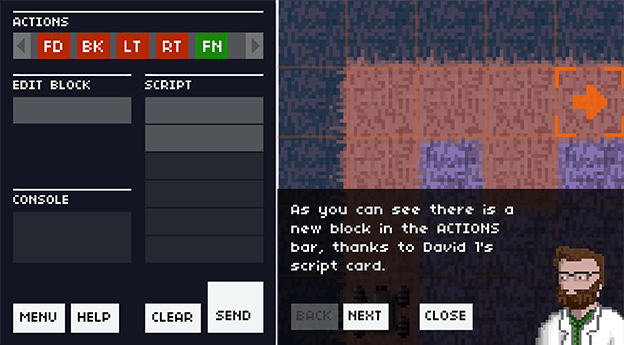 ACTIONS
FD BK LT RT FN
EDIT BLOCK
SCRIPT
CONSOLE
MENU HELP CLEAR SEND
As you can see there is a
new block in the ACTIONS
bar, thanks to David 1's
script card.
BACK NEXT CLOSE